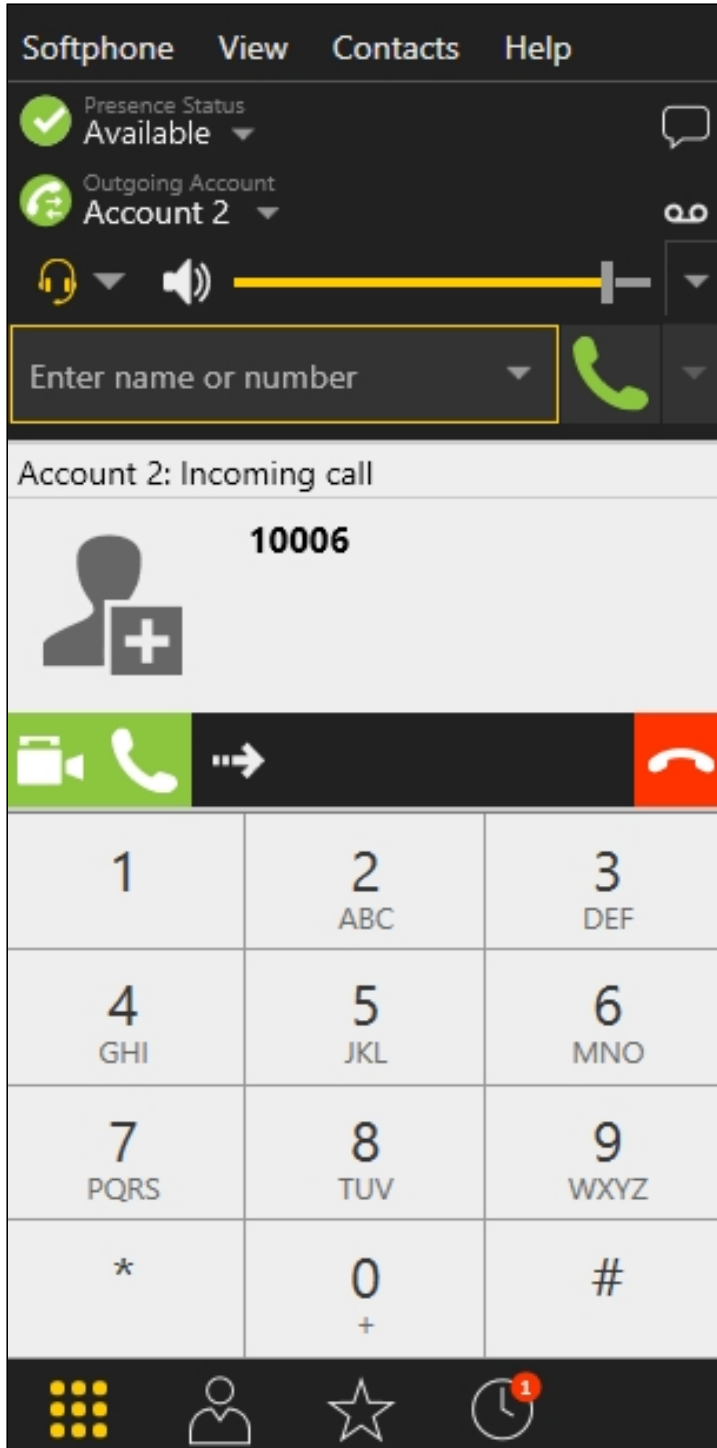 Softphone View Contacts Help
Presence Status
Available
Outgoing Account
Account 2
Enter name or number
Account 2: Incoming call
10006
1 2 3
ABC DEF
4 5 6
GHI JKL MNO
7 8 9
PQRS TUV WXYZ
* 0 #
+
1